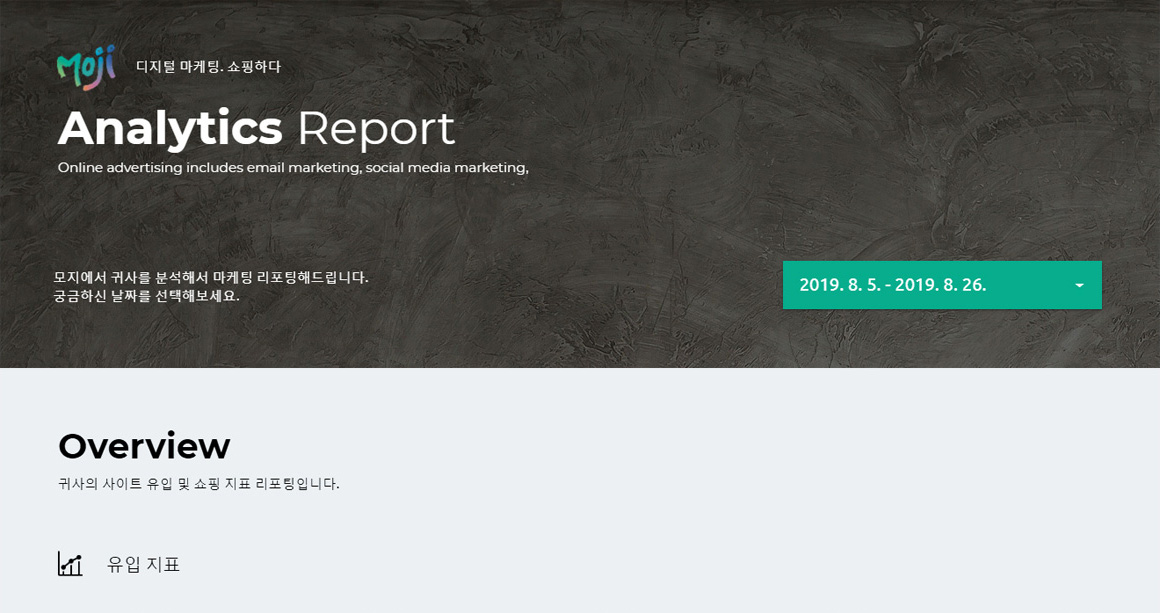 Moji
디지털 마케팅. 쇼핑하다
Analytics Report
Online advertising includes email marketing, social media marketing,
모지에서 귀사를 분석해서 마케팅 리포팅해드립니다.
궁금하신 날짜를 선택해보세요.
2019. 8. 5. - 2019. 8. 26.
Overview
귀사의 사이트 유입 및 쇼핑 지표 리포팅입니다.
유입 지표